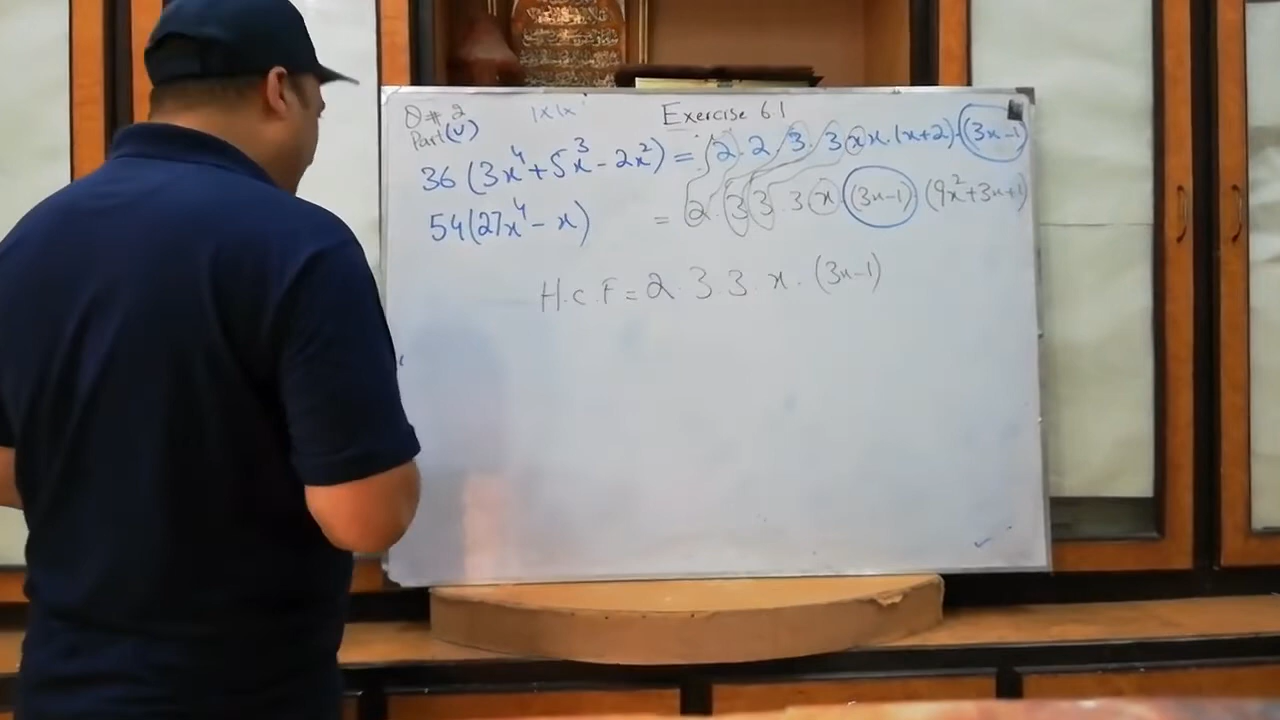 Q # 2
1x1x
Exercise 6.1
Part (v)
36 (3x⁴ + 5x³ - 2x²) = 2 . 2 . 3 . 3 x x . (x+2) . (3x-1)
54 (27x⁴ - x) = 2 . 3 3 . 3 x (3x-1) . (9x²+3x+1)
H.C.F = 2 . 3 3 . x . (3x-1)